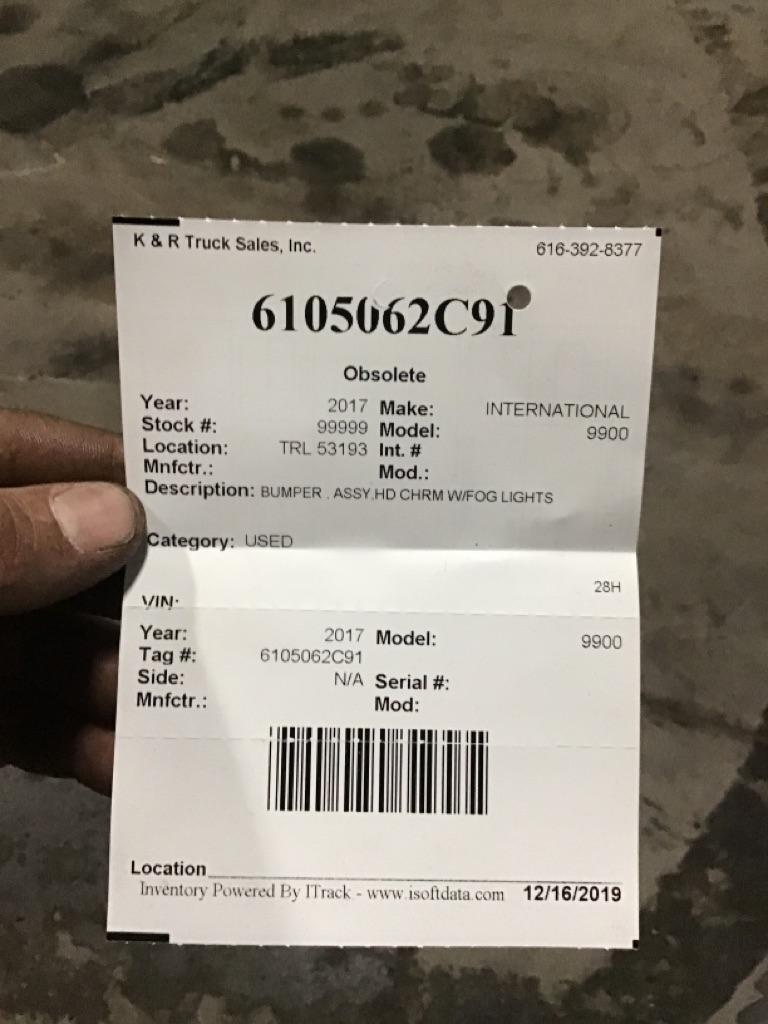 K & R Truck Sales, Inc. 616-392-8377
6105062C91
Obsolete
Year: 2017 Make: INTERNATIONAL
Stock #: 99999 Model: 9900
Location: TRL 53193 Int. #
Mnfctr.: Mod.:
Description: BUMPER . ASSY,HD CHRM W/FOG LIGHTS
Category: USED
28H
VIN:
Year: 2017 Model: 9900
Tag #: 6105062C91
Side: N/A Serial #:
Mnfctr.: Mod:
Location
Inventory Powered By ITrack - www.isoftdata.com 12/16/2019